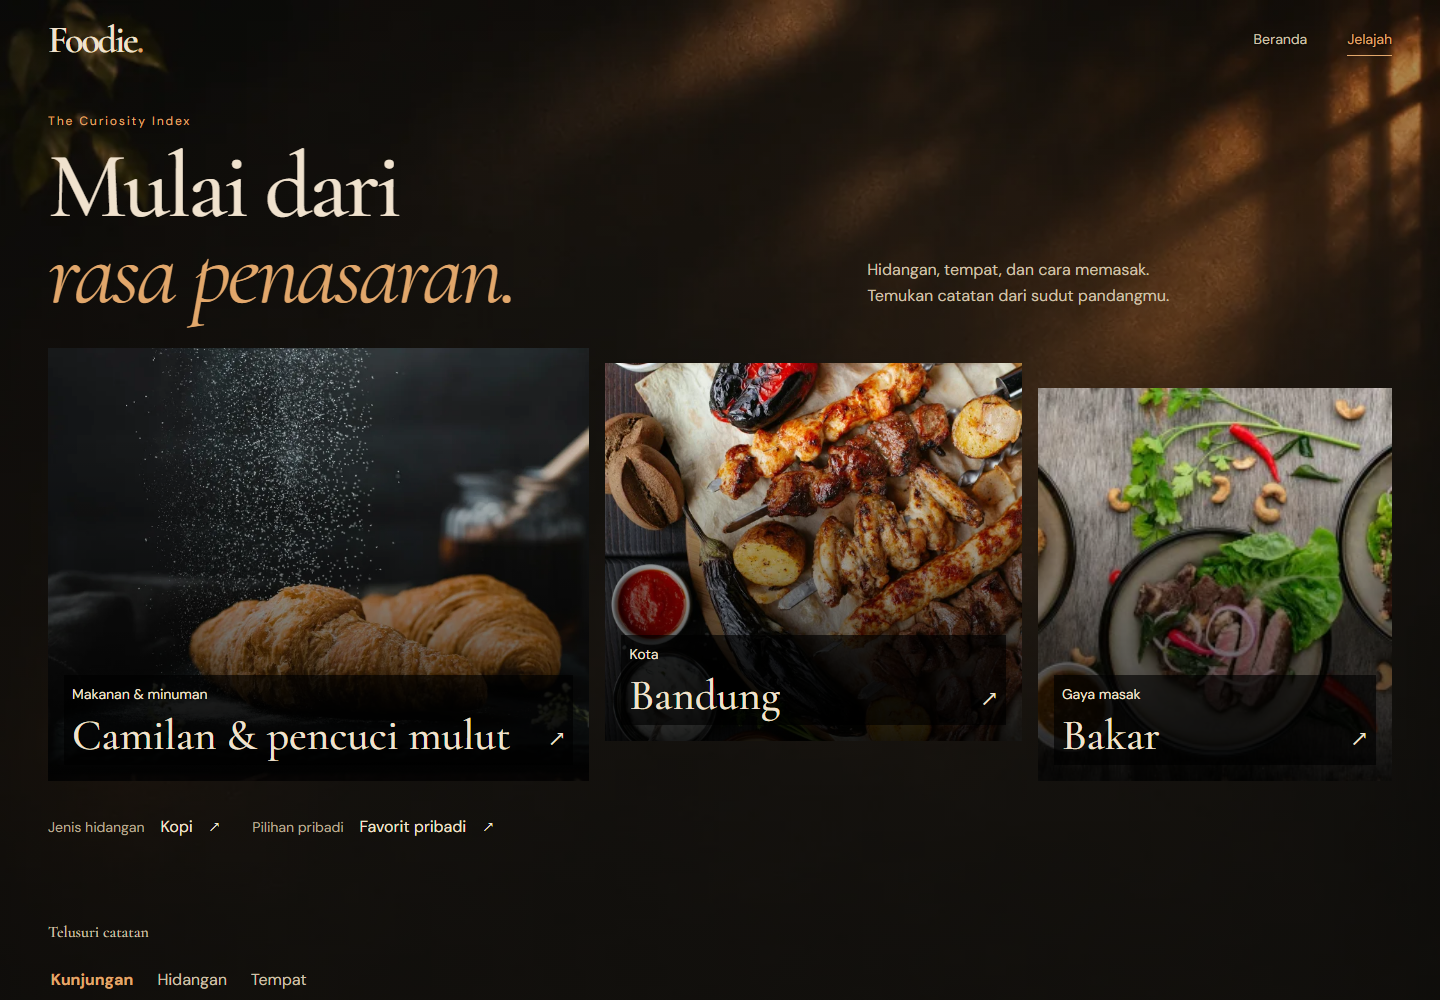 Foodie.
Beranda
Jelajah
The Curiosity Index
Mulai dari
rasa penasaran.
Hidangan, tempat, dan cara memasak.
Temukan catatan dari sudut pandangmu.
Makanan & minuman
Camilan & pencuci mulut ↗
Kota
Bandung ↗
Gaya masak
Bakar ↗
Jenis hidangan Kopi ↗ Pilihan pribadi Favorit pribadi ↗
Telusuri catatan
Kunjungan Hidangan Tempat